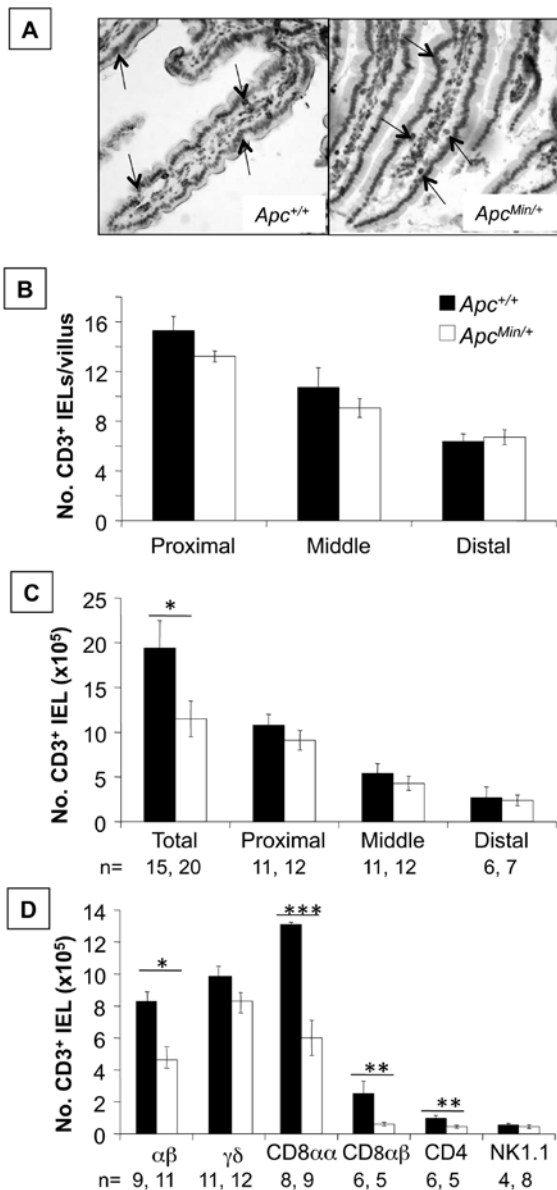 A
Apc+/+
ApcMin/+
B
No. CD3+ IELs/villus
16
12
8
4
0
Apc+/+
ApcMin/+
Proximal Middle Distal
C
No. CD3+ IEL (x10⁵)
25
20
15
10
5
0
*
Total Proximal Middle Distal
n= 15, 20 11, 12 11, 12 6, 7
D
No. CD3+ IEL (x10⁵)
14
12
10
8
6
4
2
0
*
***
**
**
αβ γδ CD8αα CD8αβ CD4 NK1.1
n= 9, 11 11, 12 8, 9 6, 5 6, 5 4, 8